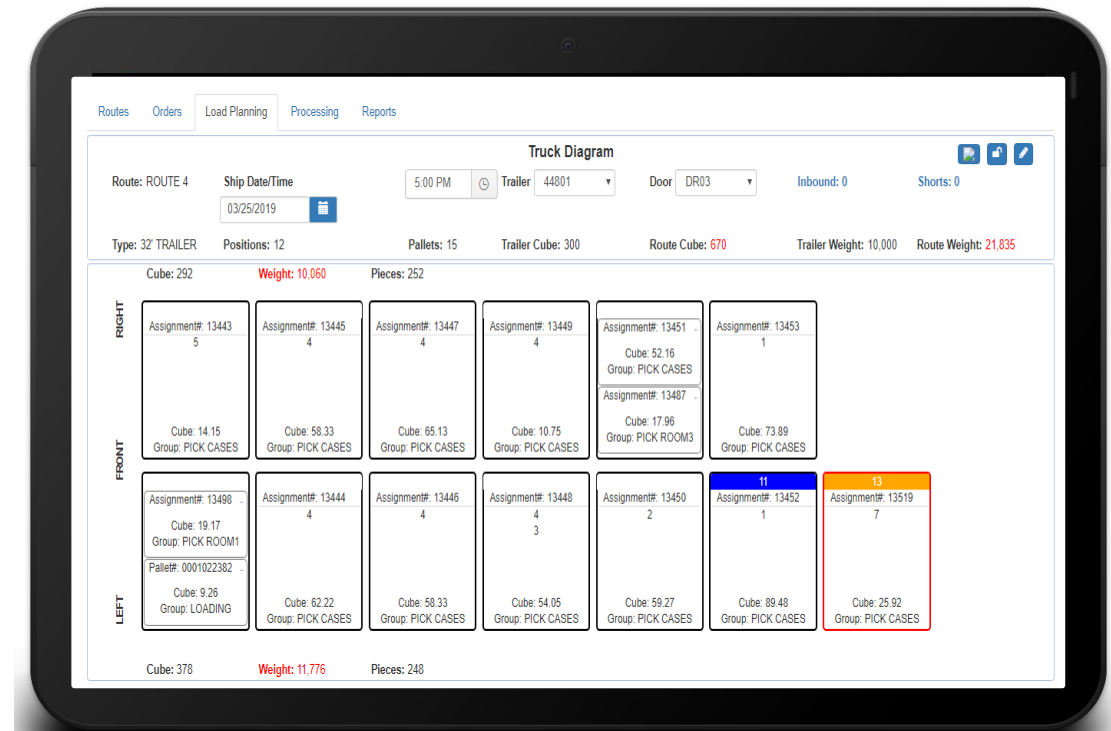 Routes Orders Load Planning Processing Reports
Truck Diagram
Route: ROUTE 4 Ship Date/Time 5:00 PM Trailer 44801 Door DR03 Inbound: 0 Shorts: 0
03/25/2019
Type: 32' TRAILER Positions: 12 Pallets: 15 Trailer Cube: 300 Route Cube: 670 Trailer Weight: 10,000 Route Weight: 21,835
Cube: 292 Weight: 10,060 Pieces: 252
RIGHT
Assignment#: 13443
5
Cube: 14.15
Group: PICK CASES
Assignment#: 13445
4
Cube: 58.33
Group: PICK CASES
Assignment#: 13447
4
Cube: 65.13
Group: PICK CASES
Assignment#: 13449
4
Cube: 10.75
Group: PICK CASES
Assignment#: 13451
Cube: 52.16
Group: PICK CASES
Assignment#: 13487
Cube: 17.96
Group: PICK ROOM3
Assignment#: 13453
1
Cube: 73.89
Group: PICK CASES
FRONT
Assignment#: 13498
Cube: 19.17
Group: PICK ROOM1
Pallet#: 0001022382
Cube: 9.26
Group: LOADING
Assignment#: 13444
4
Cube: 62.22
Group: PICK CASES
Assignment#: 13446
4
Cube: 58.33
Group: PICK CASES
Assignment#: 13448
4
3
Cube: 54.05
Group: PICK CASES
Assignment#: 13450
2
Cube: 59.27
Group: PICK CASES
11
Assignment#: 13452
1
Cube: 89.48
Group: PICK CASES
13
Assignment#: 13519
7
Cube: 25.92
Group: PICK CASES
LEFT
Cube: 378 Weight: 11,776 Pieces: 248